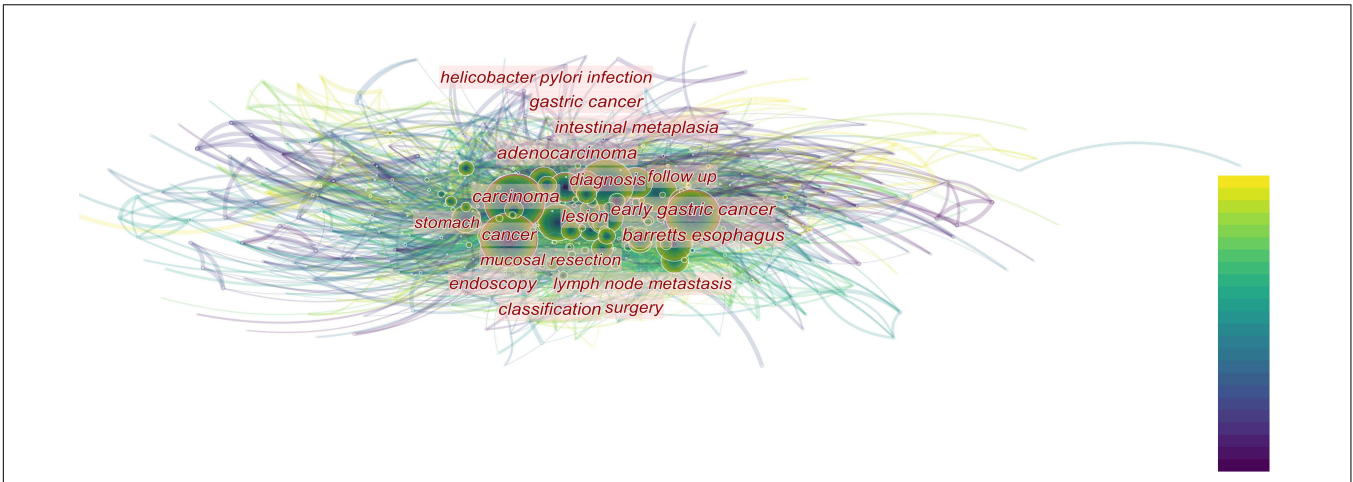 helicobacter pylori infection
gastric cancer
intestinal metaplasia
adenocarcinoma
diagnosis follow up
carcinoma
early gastric cancer
stomach
lesion
cancer
barretts esophagus
mucosal resection
endoscopy lymph node metastasis
classification surgery